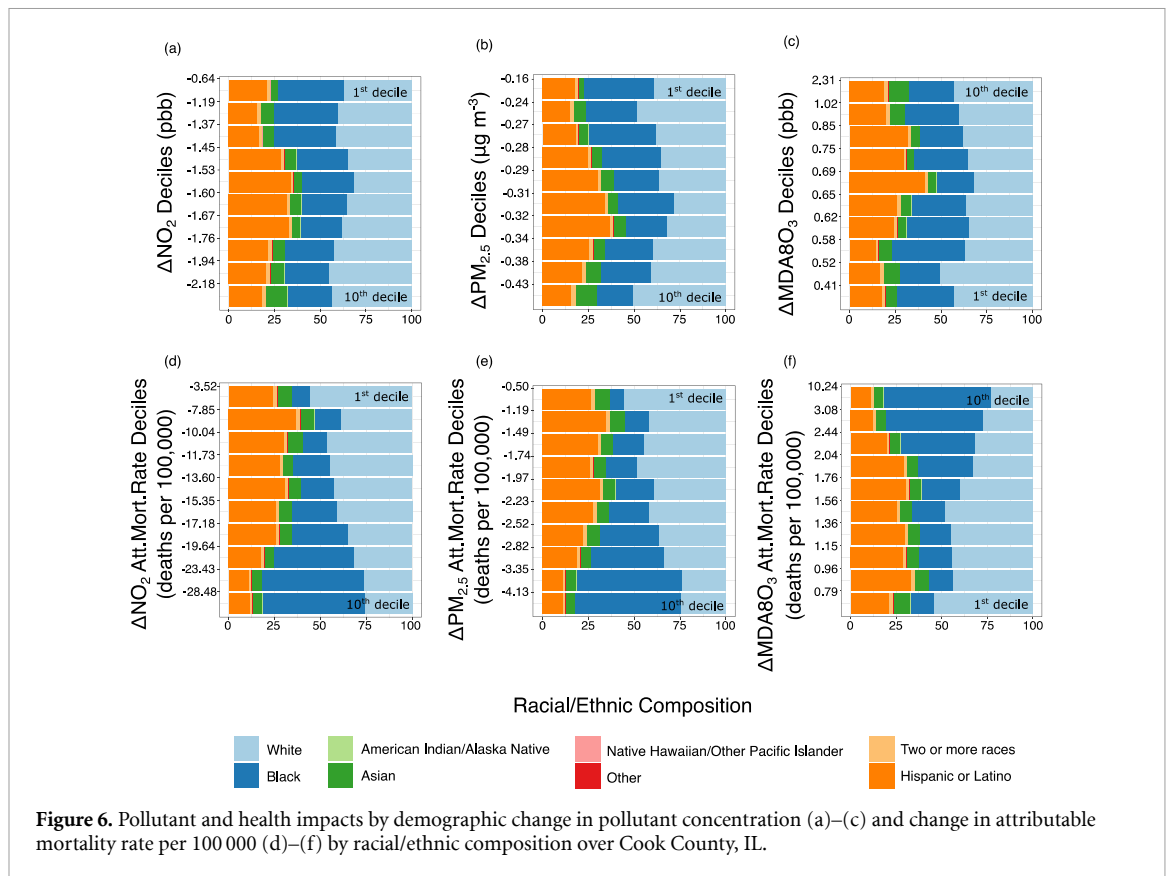 (a)
ΔNO2 Deciles (pbb)
-0.64
-1.19
-1.37
-1.45
-1.53
-1.60
-1.67
-1.76
-1.94
-2.18
1st decile
10th decile
0 25 50 75 100
(b)
ΔPM2.5 Deciles (μg m-3)
-0.16
-0.24
-0.27
-0.28
-0.29
-0.31
-0.32
-0.34
-0.38
-0.43
1st decile
10th decile
0 25 50 75 100
(c)
ΔMDA8O3 Deciles (pbb)
2.31
1.02
0.85
0.75
0.69
0.65
0.62
0.58
0.52
0.41
10th decile
1st decile
0 25 50 75 100
(d)
ΔNO2 Att.Mort.Rate Deciles
(deaths per 100,000)
-3.52
-7.85
-10.04
-11.73
-13.60
-15.35
-17.18
-19.64
-23.43
-28.48
1st decile
10th decile
0 25 50 75 100
(e)
ΔPM2.5 Att.Mort.Rate Deciles
(deaths per 100,000)
-0.50
-1.19
-1.49
-1.74
-1.97
-2.23
-2.52
-2.82
-3.35
-4.13
1st decile
10th decile
0 25 50 75 100
(f)
ΔMDA8O3 Att.Mort.Rate Deciles
(deaths per 100,000)
10.24
3.08
2.44
2.04
1.76
1.56
1.36
1.15
0.96
0.79
10th decile
1st decile
0 25 50 75 100
Racial/Ethnic Composition
White American Indian/Alaska Native Native Hawaiian/Other Pacific Islander Two or more races
Black Asian Other Hispanic or Latino
Figure 6. Pollutant and health impacts by demographic change in pollutant concentration (a)–(c) and change in attributable
mortality rate per 100 000 (d)–(f) by racial/ethnic composition over Cook County, IL.